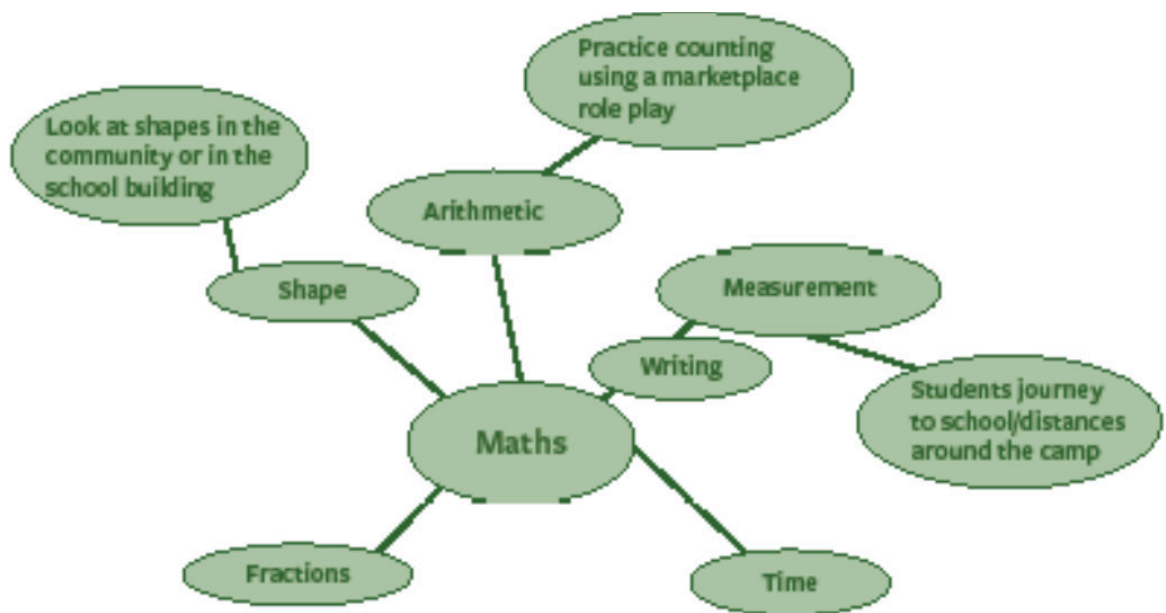 Practice counting
using a marketplace
role play
Look at shapes in the
community or in the
school building
Arithmetic
Shape
Measurement
Writing
Students journey
to school/distances
around the camp
Maths
Fractions
Time